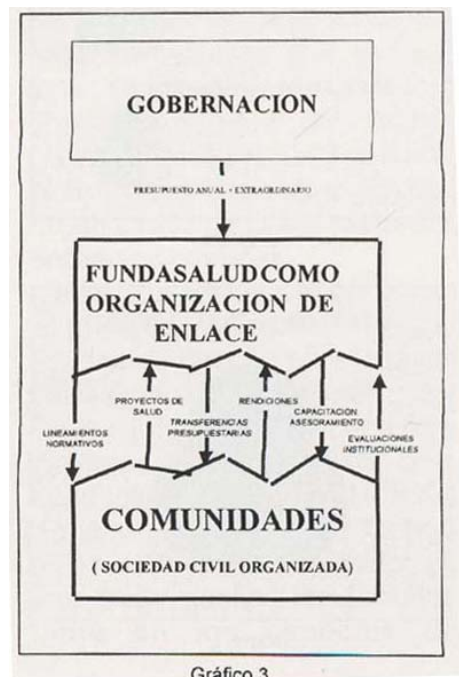 GOBERNACION
PRESUPUESTO ANUAL - EXTRAORDINARIO
FUNDASALUD COMO
ORGANIZACION DE
ENLACE
LINEAMIENTOS
NORMATIVOS
PROYECTOS DE
SALUD
TRANSFERENCIAS
PRESUPUESTARIAS
RENDICIONES
CAPACITACION
ASESORAMIENTO
EVALUACIONES
INSTITUCIONALES
COMUNIDADES
( SOCIEDAD CIVIL ORGANIZADA)
Gráfico 3